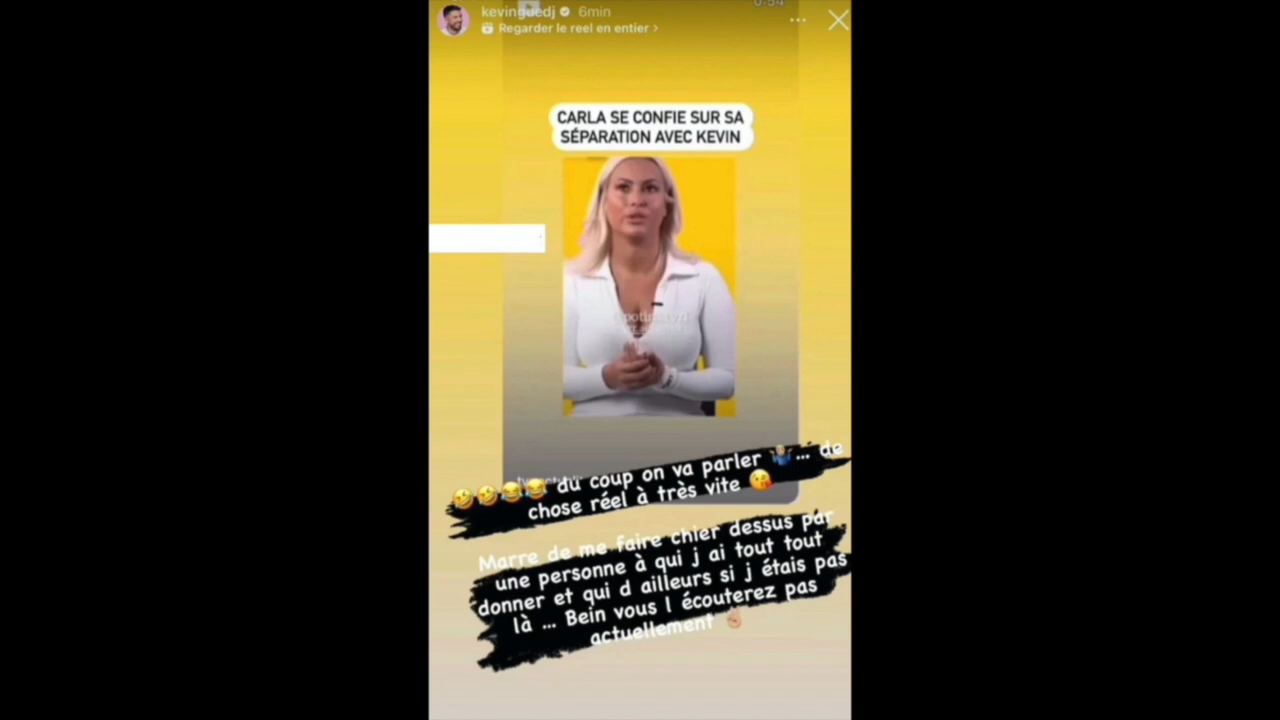 0:54
kevinguedj 6min
Regarder le reel en entier >
CARLA SE CONFIE SUR SA
SÉPARATION AVEC KEVIN
🤣🤣😂😂 du coup on va parler 🤷🏼‍♂️... de
chose réel à très vite 😘
Marre de me faire chier dessus par
une personne à qui j ai tout tout
donner et qui d ailleurs si j étais pas
là ... Bein vous l écouterez pas
actuellement